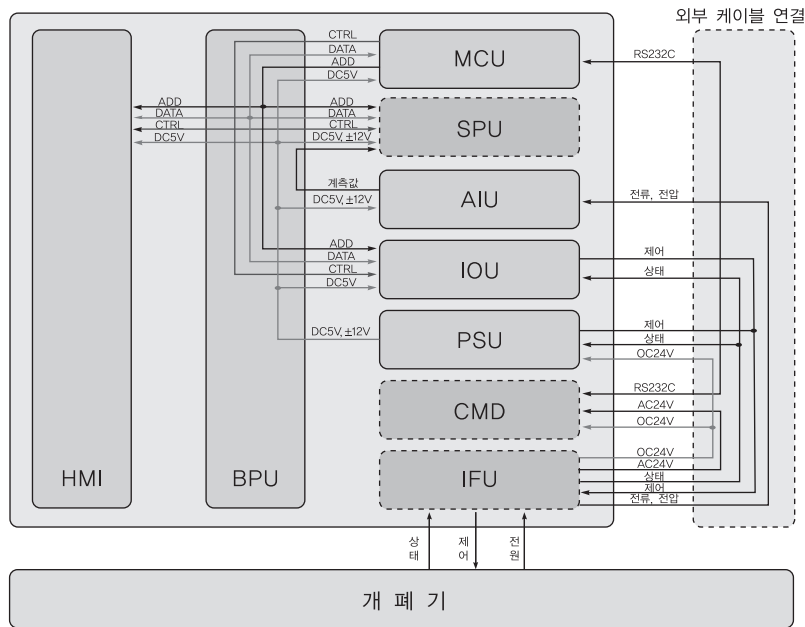 외부 케이블 연결
CTRL
DATA
ADD
DC5V
MCU
RS232C
ADD
DATA
CTRL
DC5V
ADD
DATA
CTRL
DC5V, ±12V
SPU
계측값
DC5V, ±12V
AIU
전류, 전압
ADD
DATA
CTRL
DC5V
IOU
제어
상태
DC5V, ±12V
PSU
제어
상태
OC24V
CMD
RS232C
AC24V
OC24V
HMI
BPU
IFU
OC24V
AC24V
상태
제어
전류, 전압
상태
제어
전원
개 폐 기